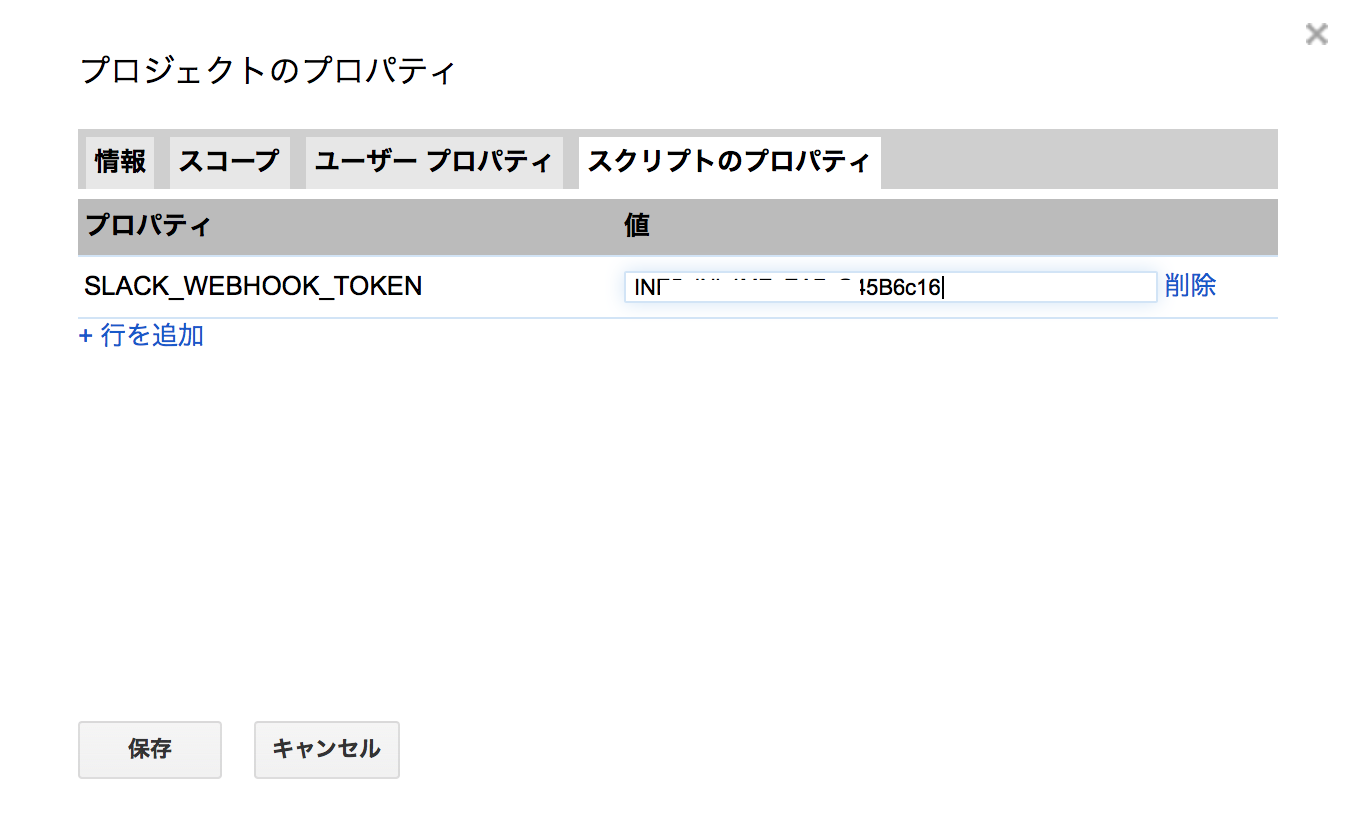 プロジェクトのプロパティ
情報 スコープ ユーザー プロパティ スクリプトのプロパティ
プロパティ 値
SLACK_WEBHOOK_TOKEN 削除
+ 行を追加
保存 キャンセル